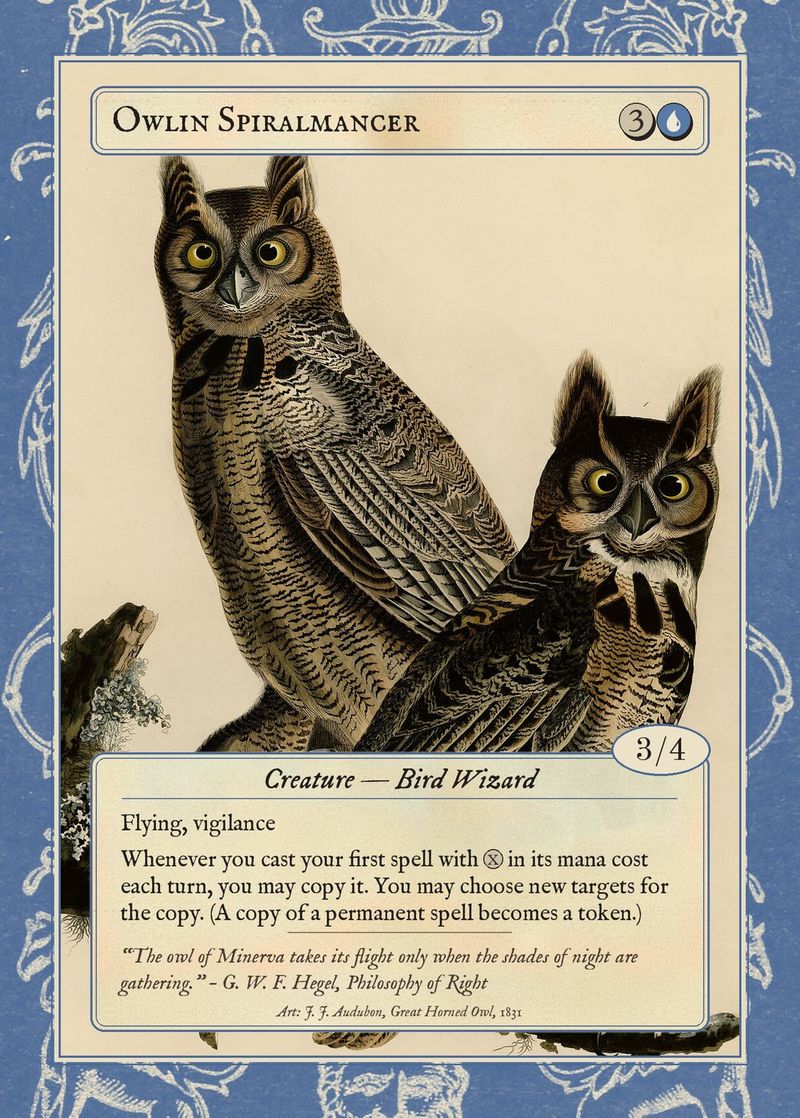 Owlin Spiralmancer
3
3/4
Creature — Bird Wizard
Flying, vigilance
Whenever you cast your first spell with X in its mana cost
each turn, you may copy it. You may choose new targets for
the copy. (A copy of a permanent spell becomes a token.)
“The owl of Minerva takes its flight only when the shades of night are
gathering.” - G. W. F. Hegel, Philosophy of Right
Art: J. J. Audubon, Great Horned Owl, 1831